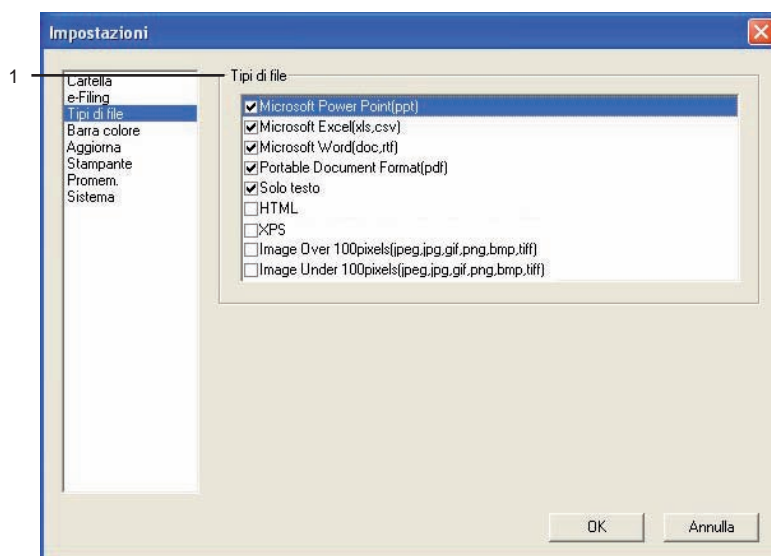 Impostazioni
1
Cartella
e-Filing
Tipi di file
Barra colore
Aggiorna
Stampante
Promem.
Sistema
Tipi di file
Microsoft Power Point(ppt)
Microsoft Excel(xls,csv)
Microsoft Word(doc,rtf)
Portable Document Format(pdf)
Solo testo
HTML
XPS
Image Over 100pixels(jpeg,jpg,gif,png,bmp,tiff)
Image Under 100pixels(jpeg,jpg,gif,png,bmp,tiff)
OK
Annulla